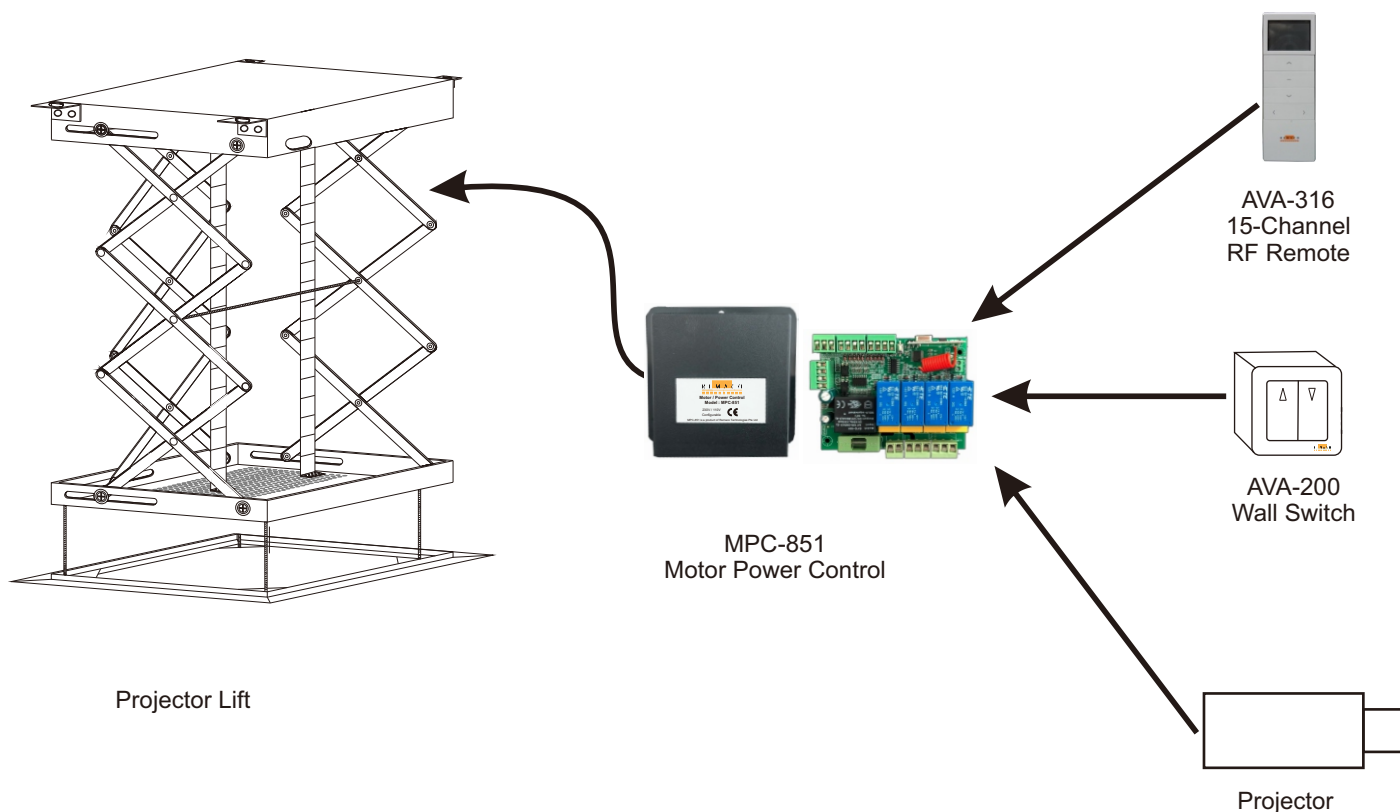 AVA-316
15-Channel
RF Remote
Motor / Power Control
Model : MPC-851
Configurable CE
AVA-200
Wall Switch
MPC-851
Motor Power Control
Projector Lift
Projector